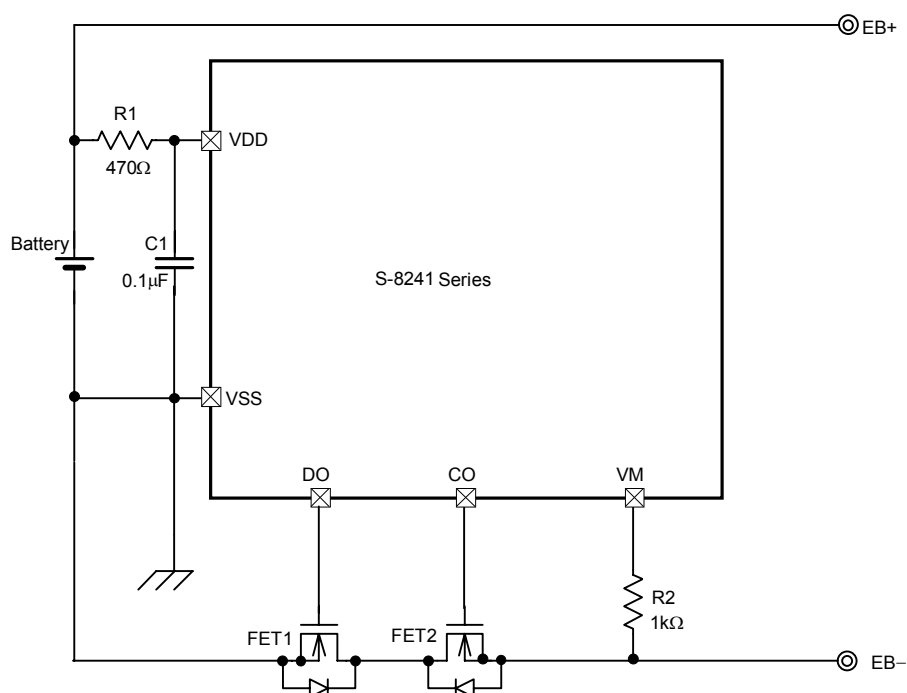 EB+
R1
VDD
470Ω
Battery
C1
0.1μF
S-8241 Series
VSS
DO
CO
VM
R2
1kΩ
FET1
FET2
EB−